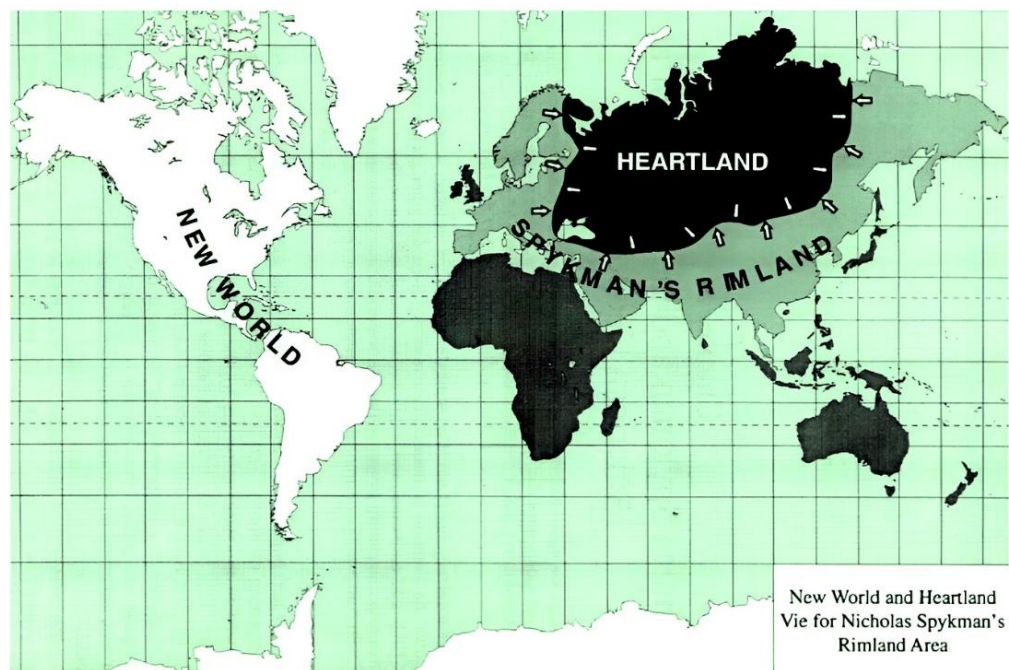 HEARTLAND
NEW WORLD
SPYKMAN'S RIMLAND
New World and Heartland
Vie for Nicholas Spykman's
Rimland Area